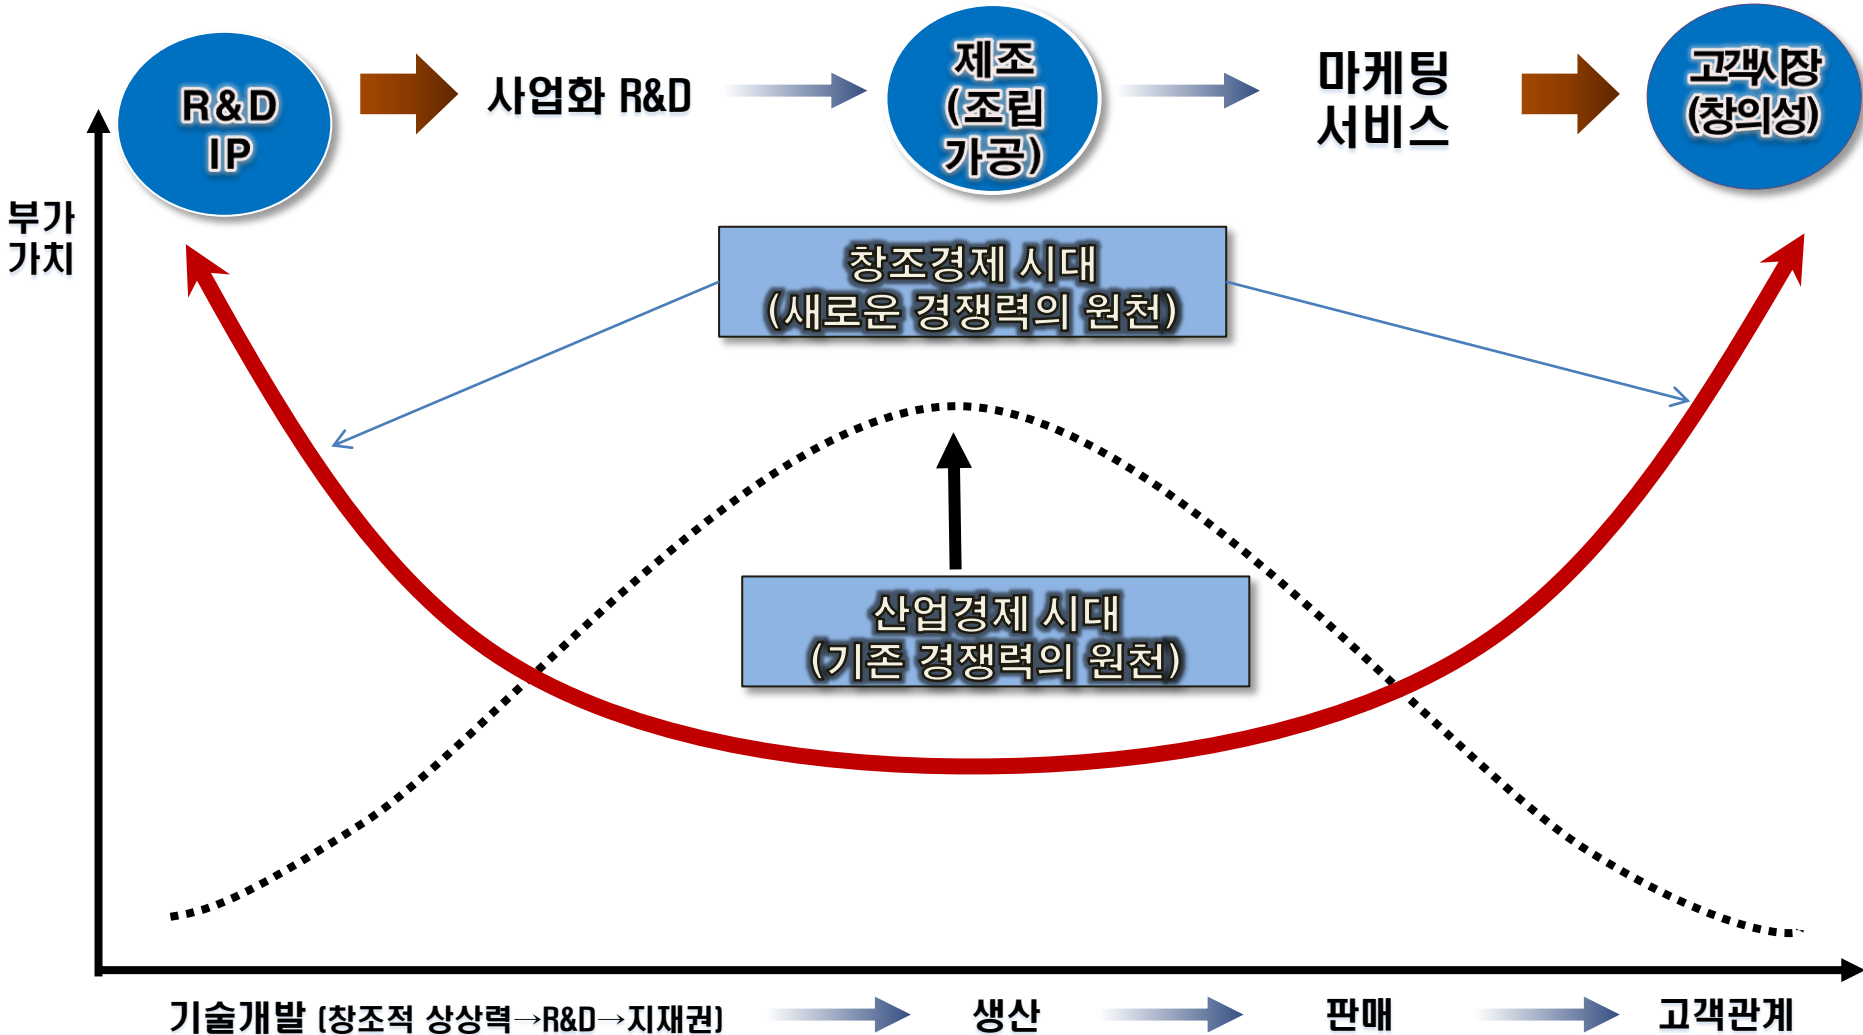 R&D
IP
사업화 R&D
제조
(조립
가공)
마케팅
서비스
고객시장
(창의성)
부가
가치
창조경제 시대
(새로운 경쟁력의 원천)
산업경제 시대
(기존 경쟁력의 원천)
기술개발 (창조적 상상력→R&D→지재권)
생산
판매
고객관계